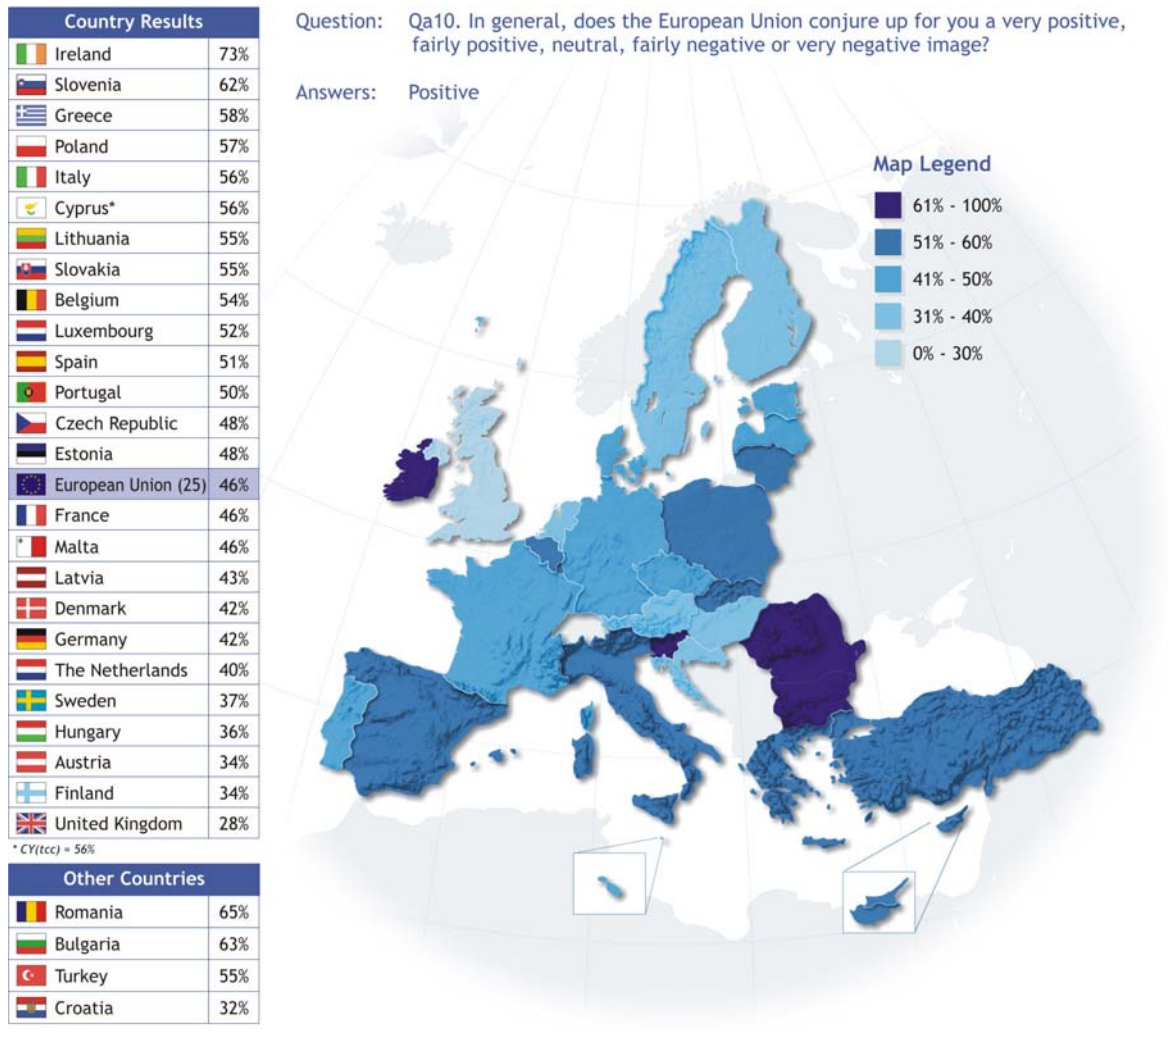 Country Results
Ireland 73%
Slovenia 62%
Greece 58%
Poland 57%
Italy 56%
Cyprus* 56%
Lithuania 55%
Slovakia 55%
Belgium 54%
Luxembourg 52%
Spain 51%
Portugal 50%
Czech Republic 48%
Estonia 48%
European Union (25) 46%
France 46%
Malta 46%
Latvia 43%
Denmark 42%
Germany 42%
The Netherlands 40%
Sweden 37%
Hungary 36%
Austria 34%
Finland 34%
United Kingdom 28%
* CY(tcc) = 56%
Other Countries
Romania 65%
Bulgaria 63%
Turkey 55%
Croatia 32%
Question: Qa10. In general, does the European Union conjure up for you a very positive,
fairly positive, neutral, fairly negative or very negative image?
Answers: Positive
Map Legend
61% - 100%
51% - 60%
41% - 50%
31% - 40%
0% - 30%